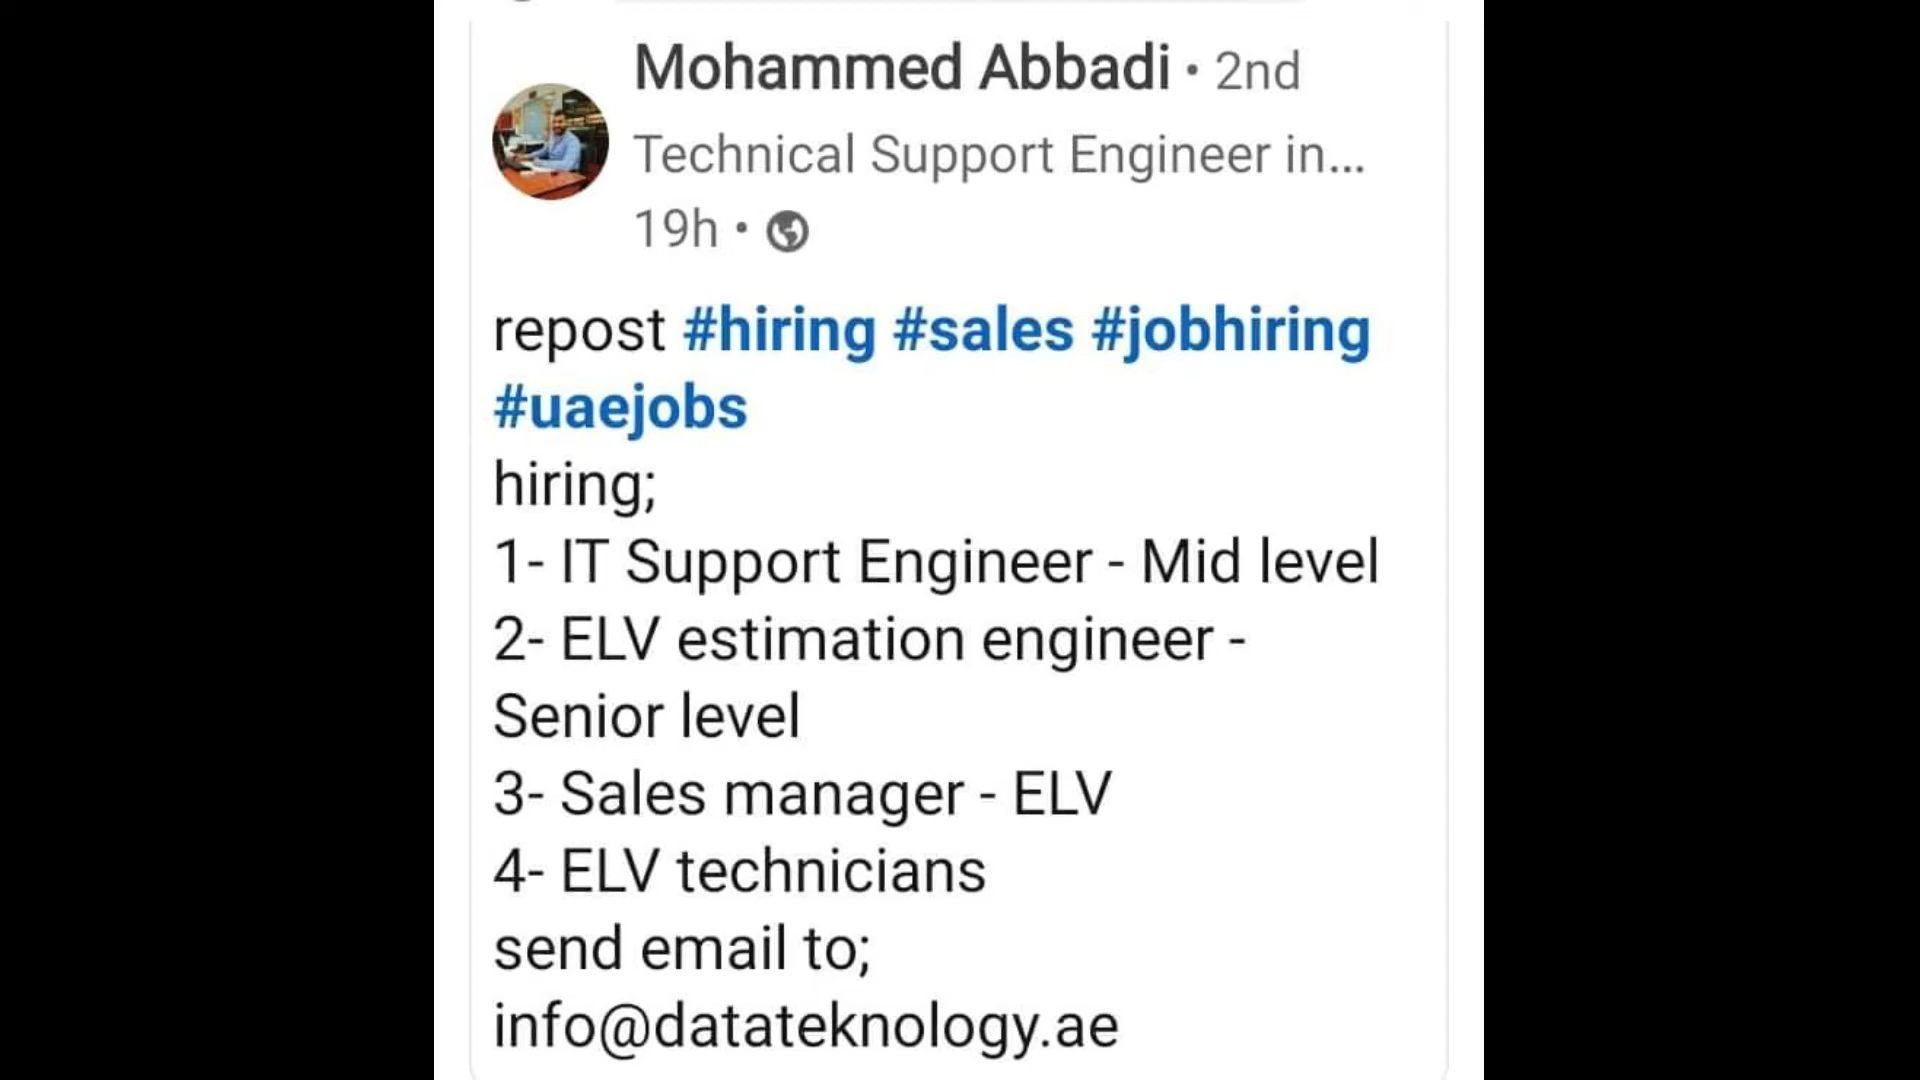 Mohammed Abbadi • 2nd
Technical Support Engineer in...
19h •
repost #hiring #sales #jobhiring
#uaejobs
hiring;
1- IT Support Engineer - Mid level
2- ELV estimation engineer -
Senior level
3- Sales manager - ELV
4- ELV technicians
send email to;
info@datateknology.ae